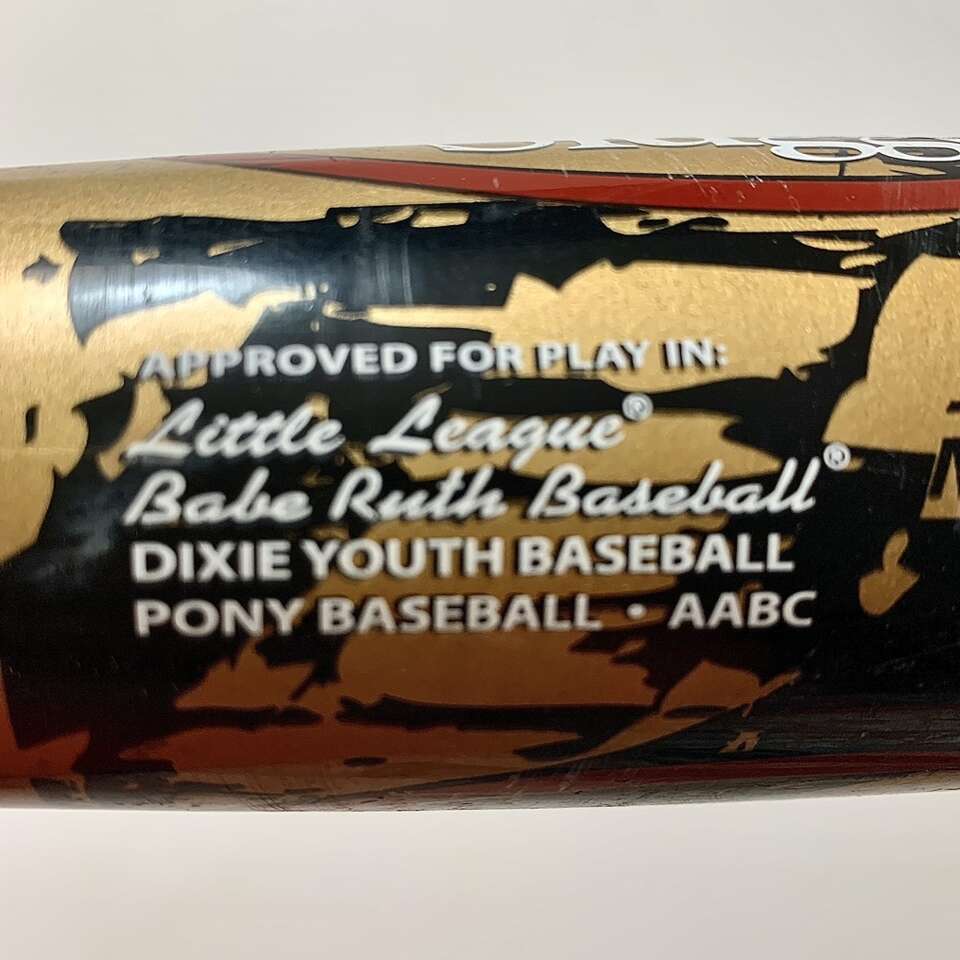 APPROVED FOR PLAY IN:
Little League®
Babe Ruth Baseball®
DIXIE YOUTH BASEBALL
PONY BASEBALL • AABC